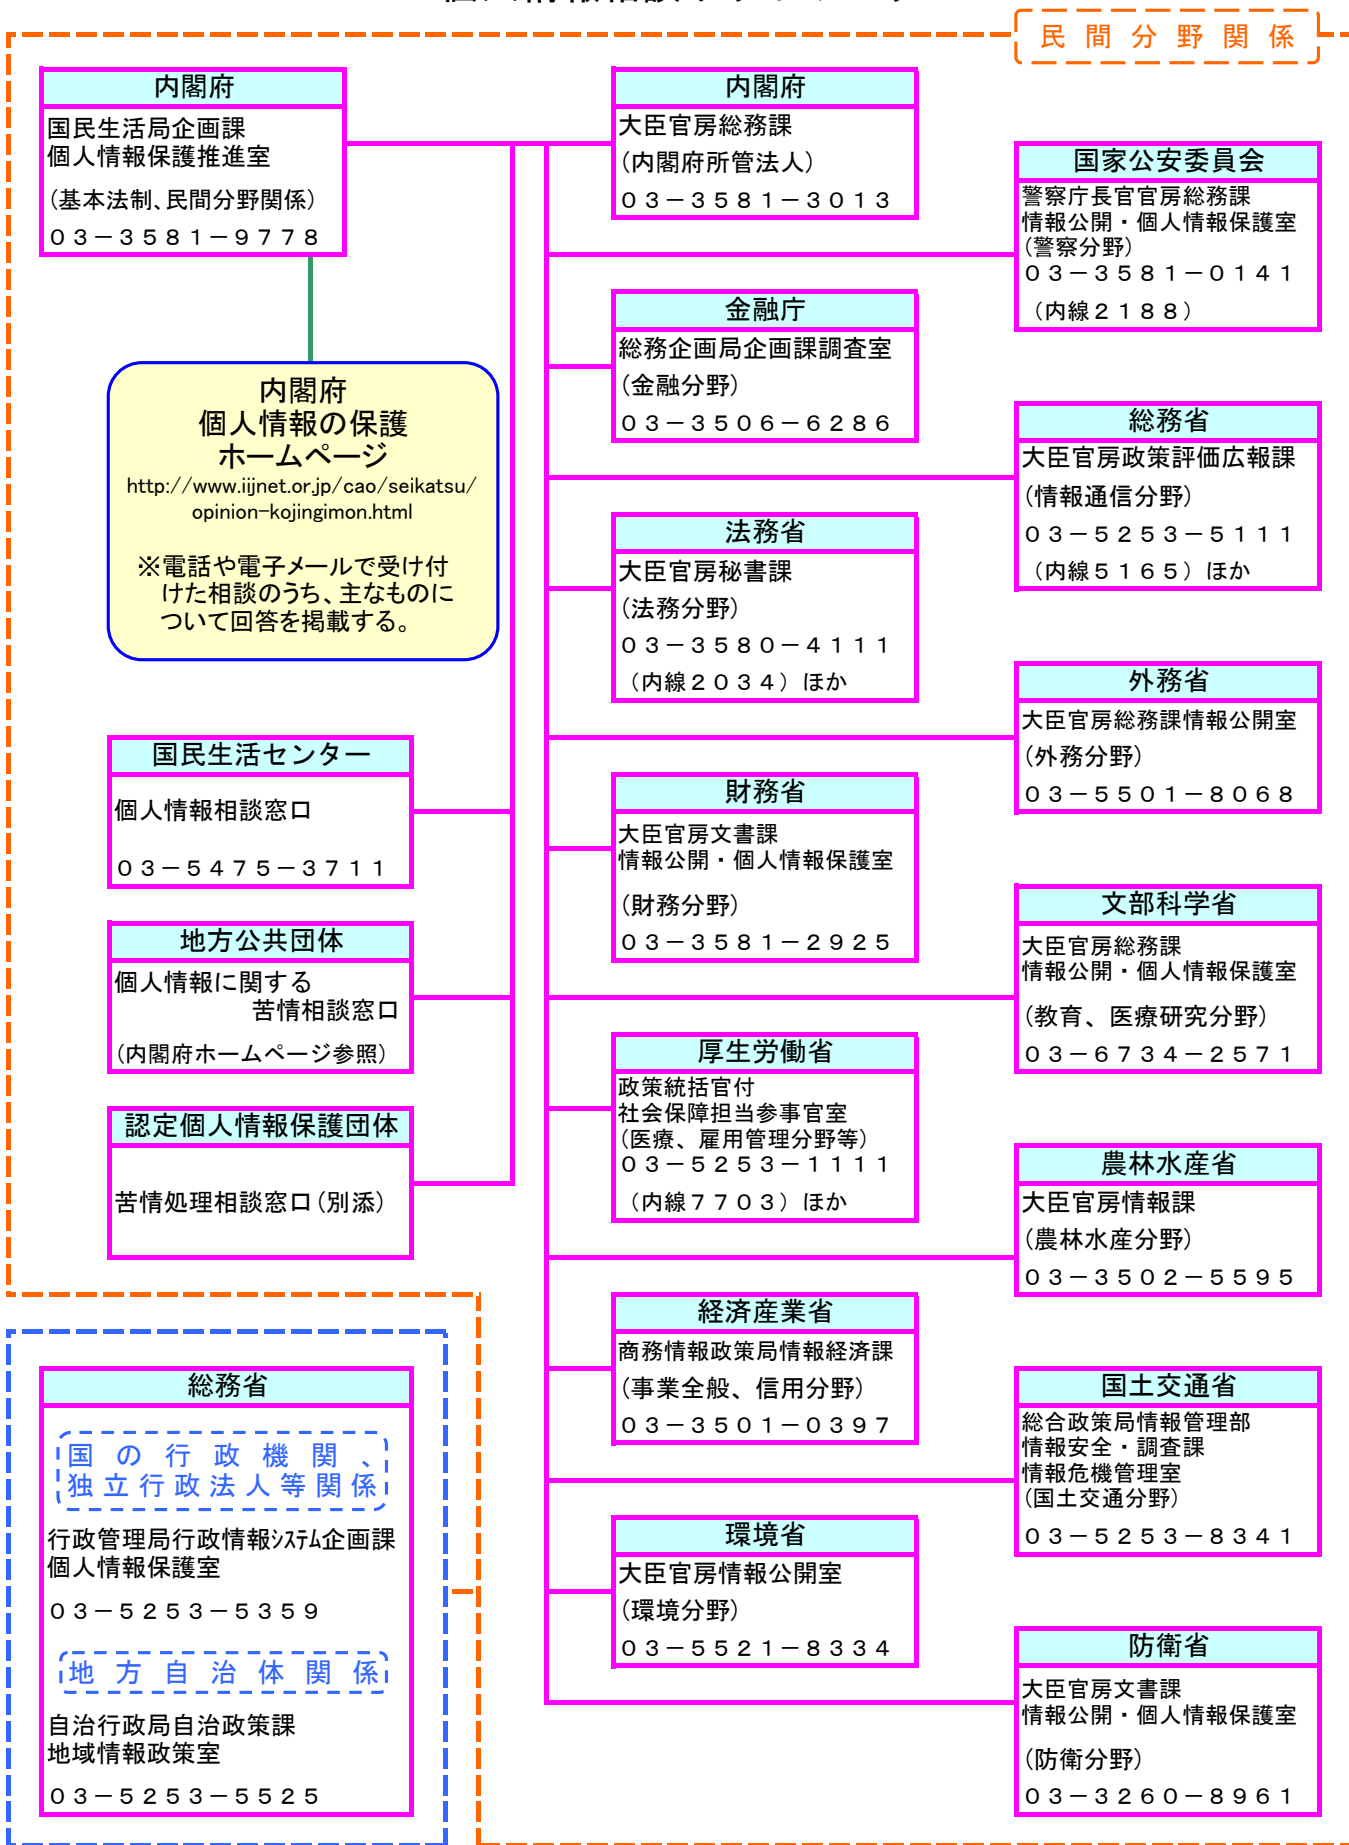 民間分野関係
内閣府
国民生活局企画課
個人情報保護推進室
(基本法制、民間分野関係)
０３－３５８１－９７７８
内閣府
個人情報の保護
ホームページ
http://www.iijnet.or.jp/cao/seikatsu/
opinion-kojingimon.html
※電話や電子メールで受け付
けた相談のうち、主なものに
ついて回答を掲載する。
国民生活センター
個人情報相談窓口
０３－５４７５－３７１１
地方公共団体
個人情報に関する
苦情相談窓口
(内閣府ホームページ参照)
認定個人情報保護団体
苦情処理相談窓口(別添)
内閣府
大臣官房総務課
(内閣府所管法人)
０３－３５８１－３０１３
金融庁
総務企画局企画課調査室
(金融分野)
０３－３５０６－６２８６
法務省
大臣官房秘書課
(法務分野)
０３－３５８０－４１１１
（内線２０３４）ほか
財務省
大臣官房文書課
情報公開・個人情報保護室
(財務分野)
０３－３５８１－２９２５
厚生労働省
政策統括官付
社会保障担当参事官室
(医療、雇用管理分野等)
０３－５２５３－１１１１
（内線７７０３）ほか
経済産業省
商務情報政策局情報経済課
(事業全般、信用分野)
０３－３５０１－０３９７
環境省
大臣官房情報公開室
(環境分野)
０３－５５２１－８３３４
国家公安委員会
警察庁長官官房総務課
情報公開・個人情報保護室
(警察分野)
０３－３５８１－０１４１
（内線２１８８）
総務省
大臣官房政策評価広報課
(情報通信分野)
０３－５２５３－５１１１
（内線５１６５）ほか
外務省
大臣官房総務課情報公開室
(外務分野)
０３－５５０１－８０６８
文部科学省
大臣官房総務課
情報公開・個人情報保護室
(教育、医療研究分野)
０３－６７３４－２５７１
農林水産省
大臣官房情報課
(農林水産分野)
０３－３５０２－５５９５
国土交通省
総合政策局情報管理部
情報安全・調査課
情報危機管理室
(国土交通分野)
０３－５２５３－８３４１
防衛省
大臣官房文書課
情報公開・個人情報保護室
(防衛分野)
０３－３２６０－８９６１
総務省
国の行政機関、
独立行政法人等関係
行政管理局行政情報ｼｽﾃﾑ企画課
個人情報保護室
０３－５２５３－５３５９
地方自治体関係
自治行政局自治政策課
地域情報政策室
０３－５２５３－５５２５